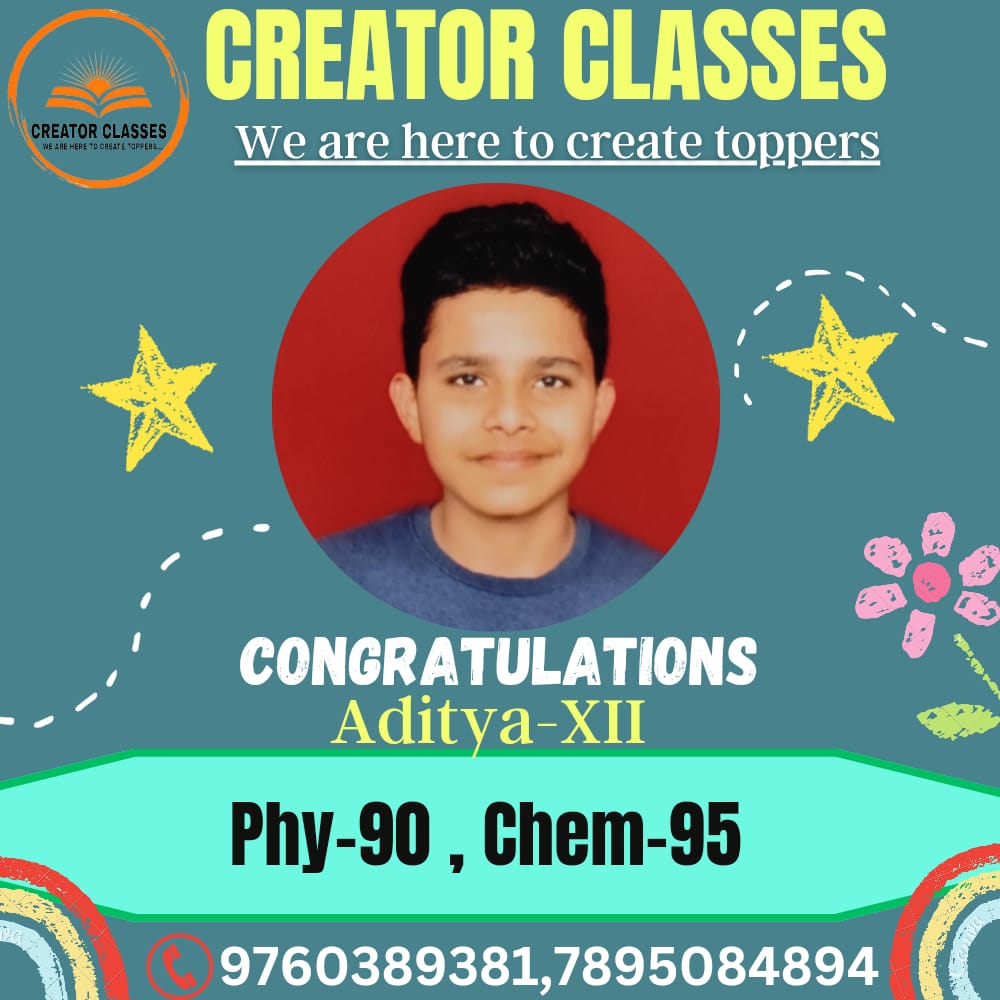 CREATOR CLASSES
We are here to create toppers
CREATOR CLASSES
WE ARE HERE TO CREATE TOPPERS...
CONGRATULATIONS
Aditya-XII
Phy-90 , Chem-95
9760389381,7895084894